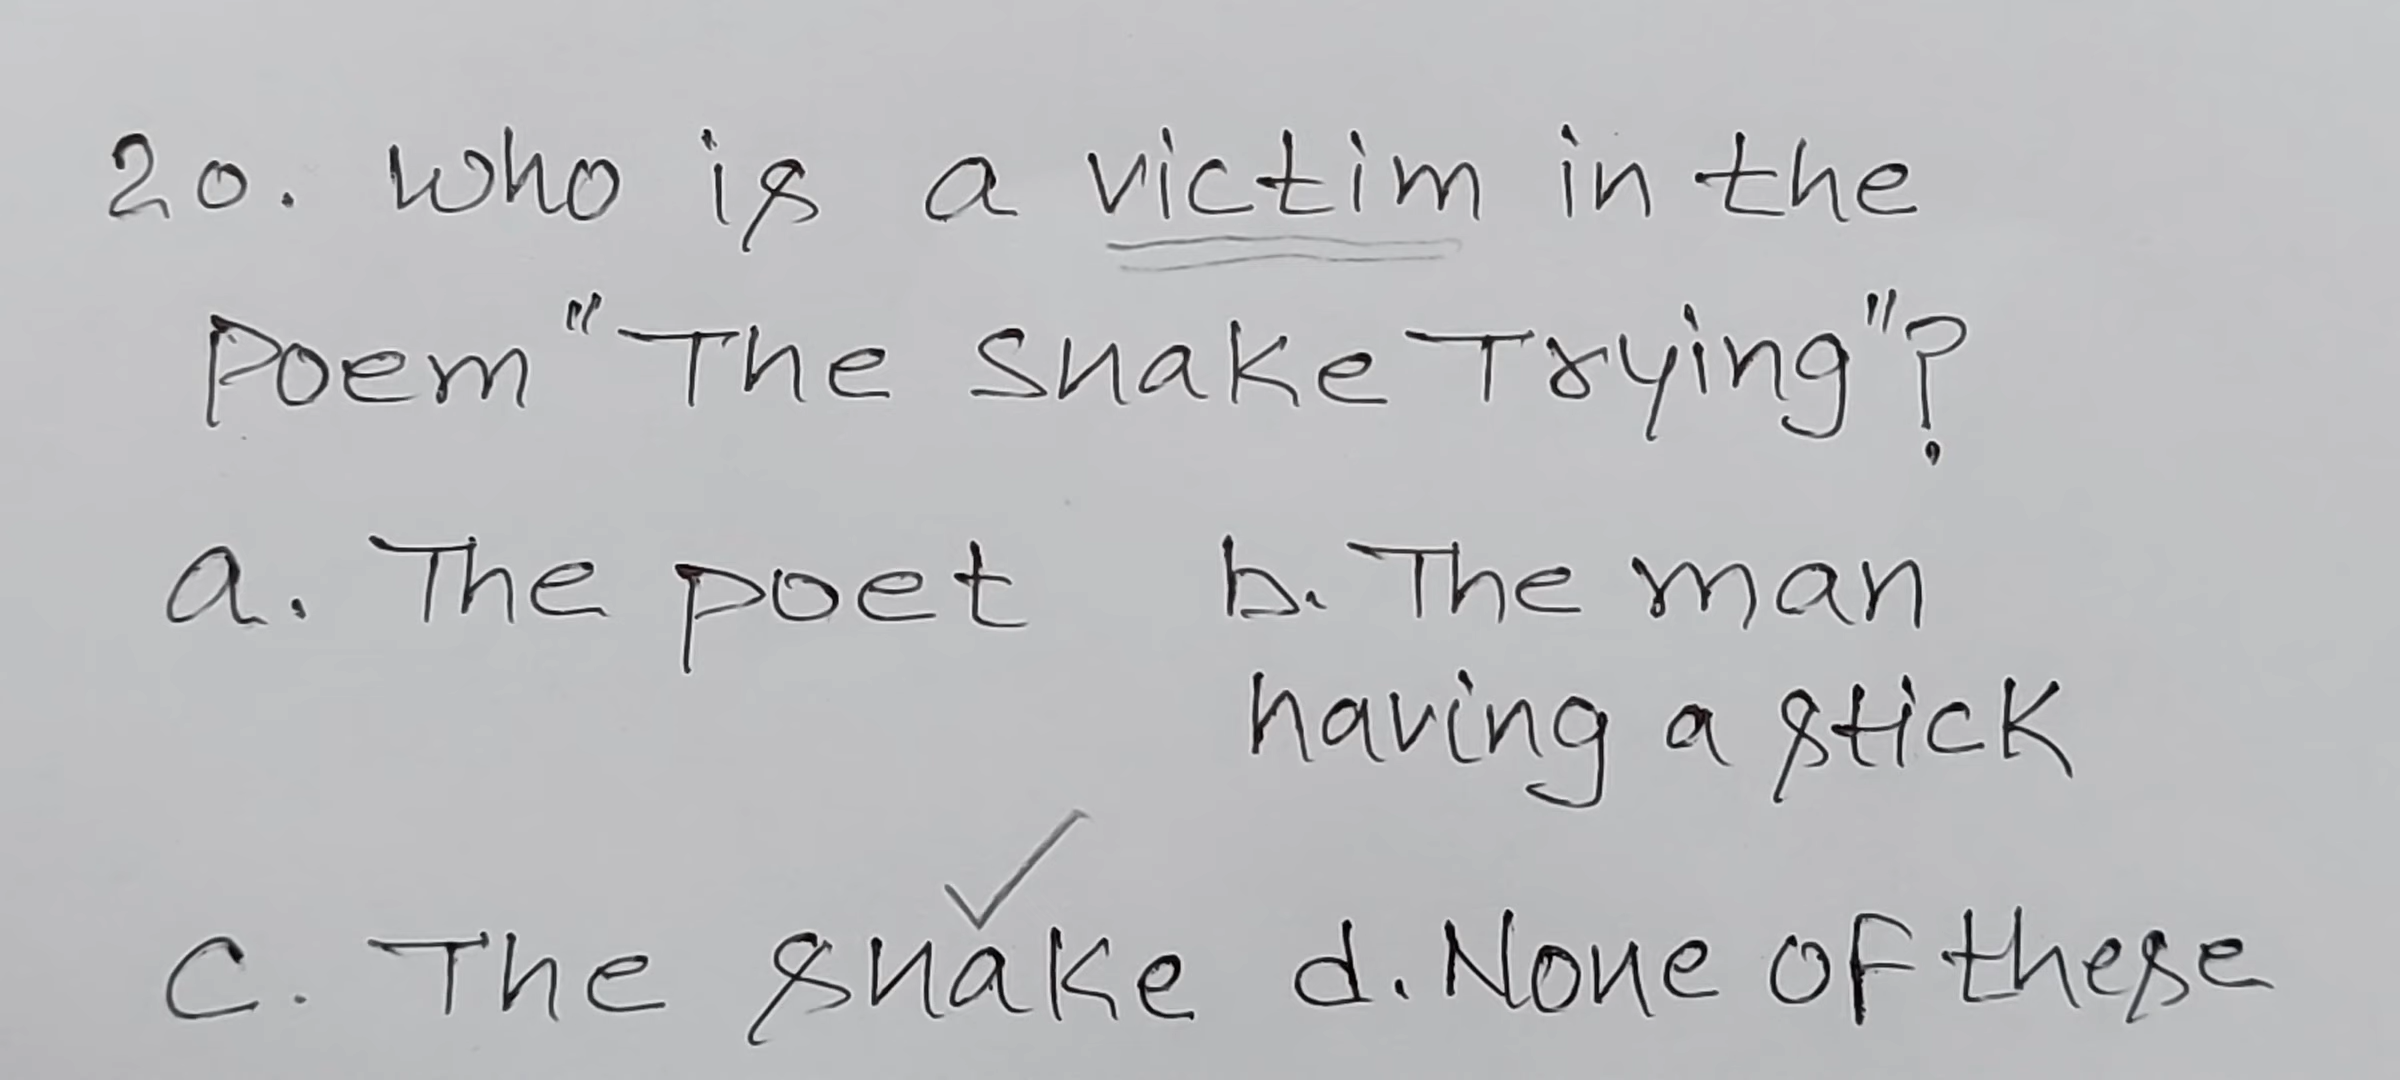 20. Who is a victim in the
Poem "The Snake Trying"?
a. The poet b. The man
having a stick
c. The snake d. None of these